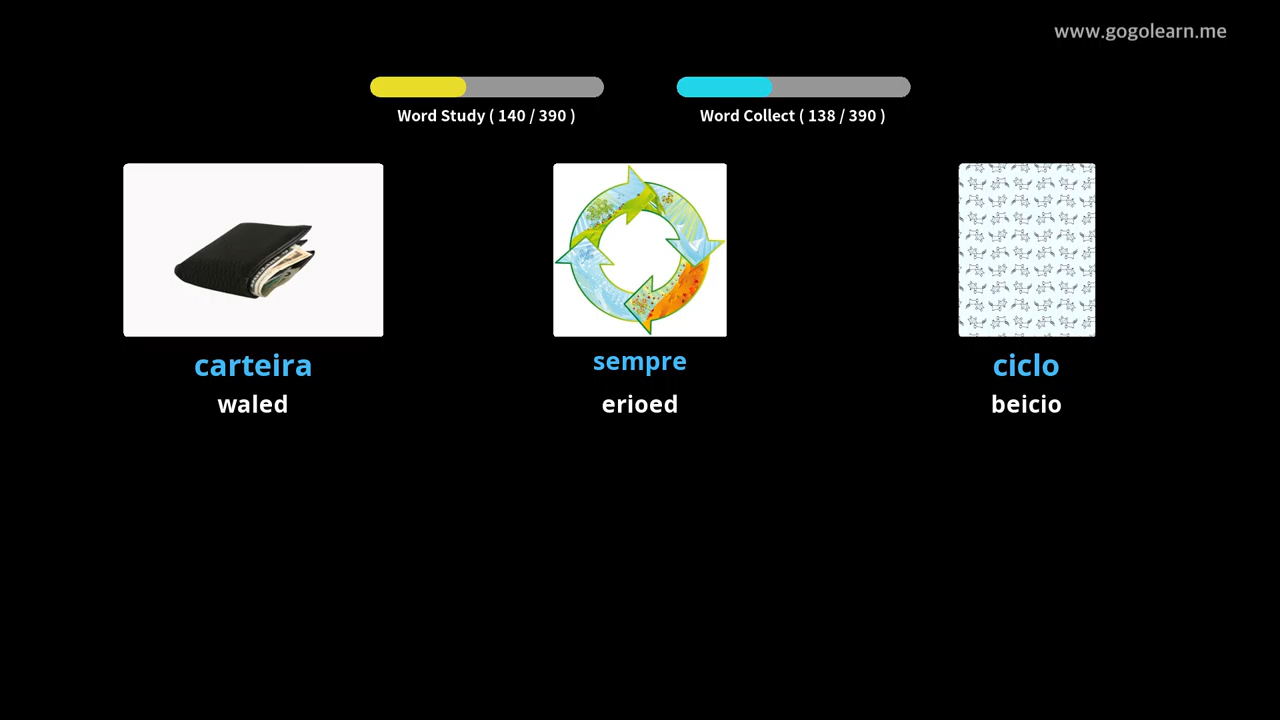 www.gogolearn.me
Word Study ( 140 / 390 )
Word Collect ( 138 / 390 )
carteira
waled
sempre
erioed
ciclo
beicio